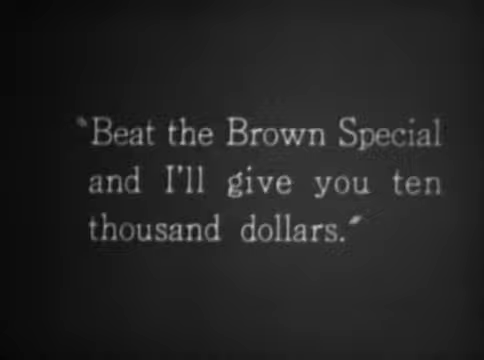 "Beat the Brown Special
and I'll give you ten
thousand dollars."